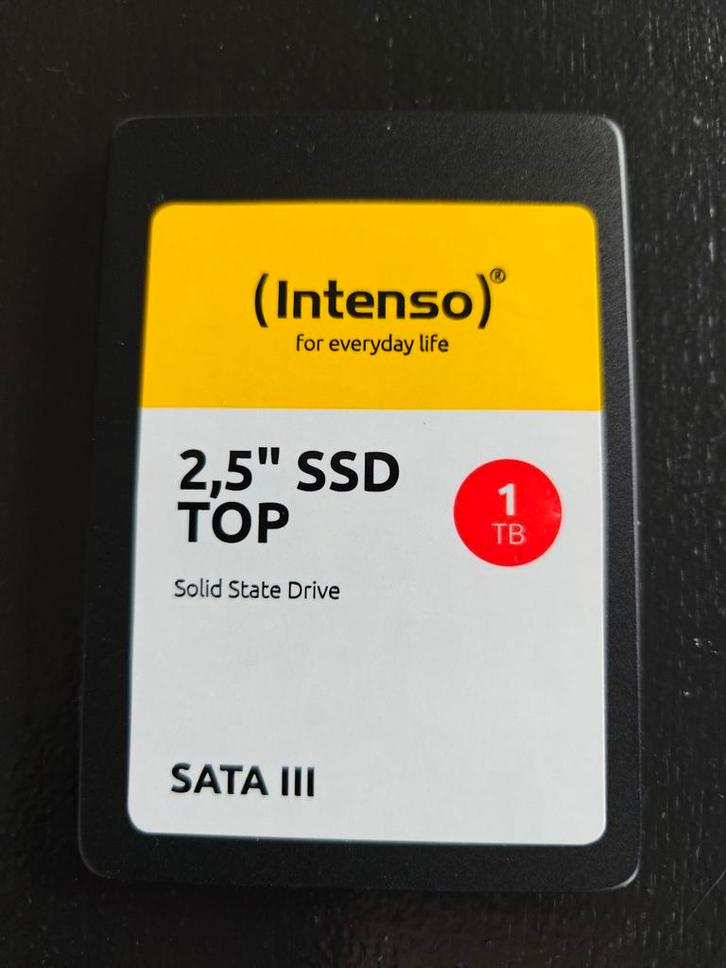 (Intenso)®
for everyday life
2,5" SSD
TOP
1
TB
Solid State Drive
SATA III